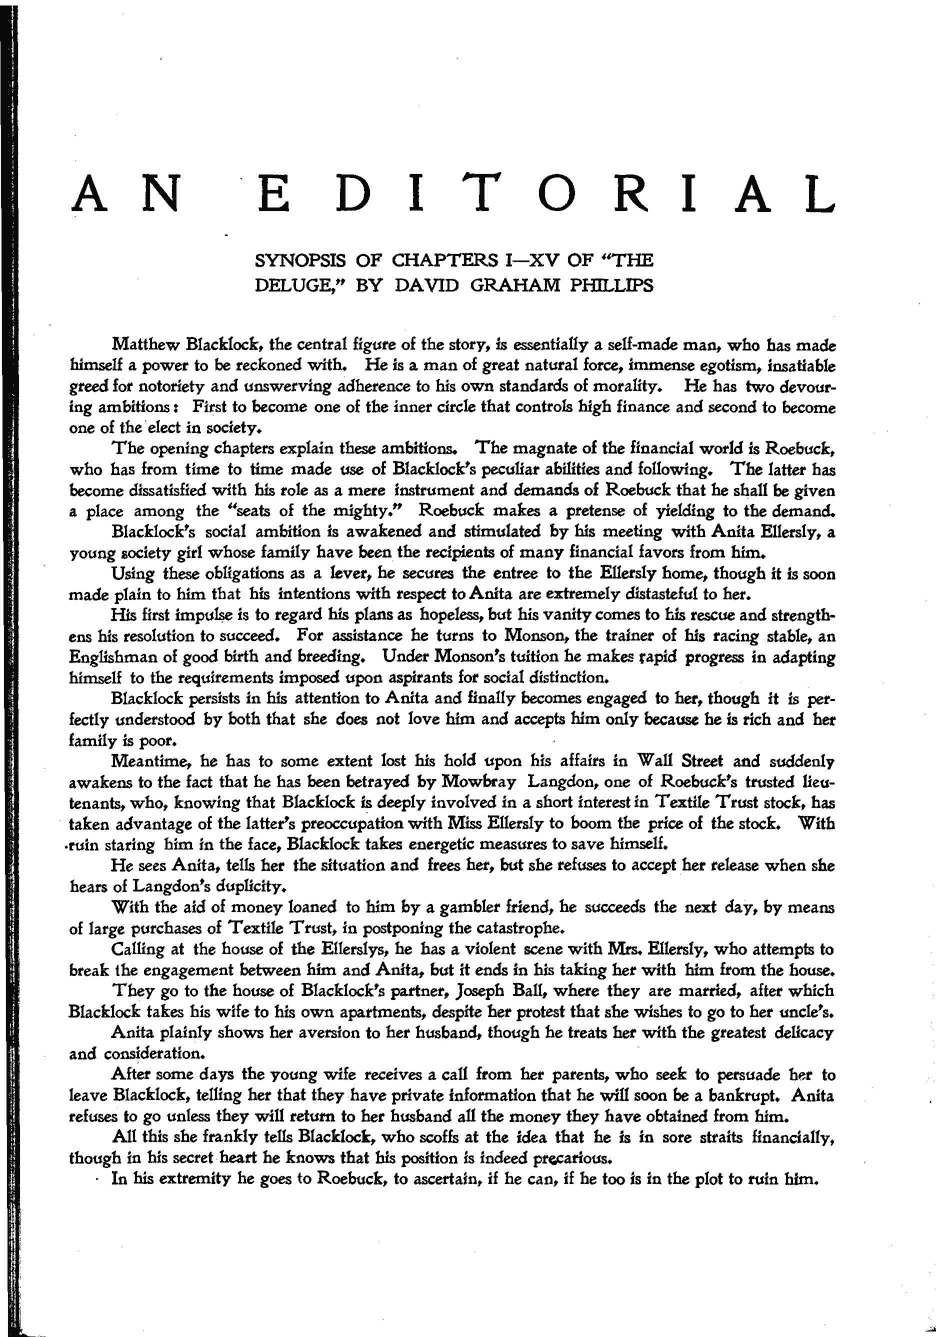 AN EDITORIAL
SYNOPSIS OF CHAPTERS I—XV OF “THE
DELUGE,” BY DAVID GRAHAM PHILLIPS
Matthew Blacklock, the central figure of the story, is essentially a self-made man, who has made
himself a power to be reckoned with. He is a man of great natural force, immense egotism, insatiable
greed for notoriety and unswerving adherence to his own standards of morality. He has two devour-
ing ambitions: First to become one of the inner circle that controls high finance and second to become
one of the elect in society.
The opening chapters explain these ambitions. The magnate of the financial world is Roebuck,
who has from time to time made use of Blacklock's peculiar abilities and following. The latter has
become dissatisfied with his role as a mere instrument and demands of Roebuck that he shall be given
a place among the “seats of the mighty.” Roebuck makes a pretense of yielding to the demand.
Blacklock's social ambition is awakened and stimulated by his meeting with Anita Ellersly, a
young society girl whose family have been the recipients of many financial favors from him.
Using these obligations as a lever, he secures the entree to the Ellersly home, though it is soon
made plain to him that his intentions with respect to Anita are extremely distasteful to her.
His first impulse is to regard his plans as hopeless, but his vanity comes to his rescue and strength-
ens his resolution to succeed. For assistance he turns to Monson, the trainer of his racing stable, an
Englishman of good birth and breeding. Under Monson's tuition he makes rapid progress in adapting
himself to the requirements imposed upon aspirants for social distinction.
Blacklock persists in his attention to Anita and finally becomes engaged to her, though it is per-
fectly understood by both that she does not love him and accepts him only because he is rich and her
family is poor.
Meantime, he has to some extent lost his hold upon his affairs in Wall Street and suddenly
awakens to the fact that he has been betrayed by Mowbray Langdon, one of Roebuck's trusted lieu-
tenants, who, knowing that Blacklock is deeply involved in a short interest in Textile Trust stock, has
taken advantage of the latter's preoccupation with Miss Ellersly to boom the price of the stock. With
ruin staring him in the face, Blacklock takes energetic measures to save himself.
He sees Anita, tells her the situation and frees her, but she refuses to accept her release when she
hears of Langdon's duplicity.
With the aid of money loaned to him by a gambler friend, he succeeds the next day, by means
of large purchases of Textile Trust, in postponing the catastrophe.
Calling at the house of the Ellerslys, he has a violent scene with Mrs. Ellersly, who attempts to
break the engagement between him and Anita, but it ends in his taking her with him from the house.
They go to the house of Blacklock's partner, Joseph Ball, where they are married, after which
Blacklock takes his wife to his own apartments, despite her protest that she wishes to go to her uncle's.
Anita plainly shows her aversion to her husband, though he treats her with the greatest delicacy
and consideration.
After some days the young wife receives a call from her parents, who seek to persuade her to
leave Blacklock, telling her that they have private information that he will soon be a bankrupt. Anita
refuses to go unless they will return to her husband all the money they have obtained from him.
All this she frankly tells Blacklock, who scoffs at the idea that he is in sore straits financially,
though in his secret heart he knows that his position is indeed precarious.
In his extremity he goes to Roebuck, to ascertain, if he can, if he too is in the plot to ruin him.